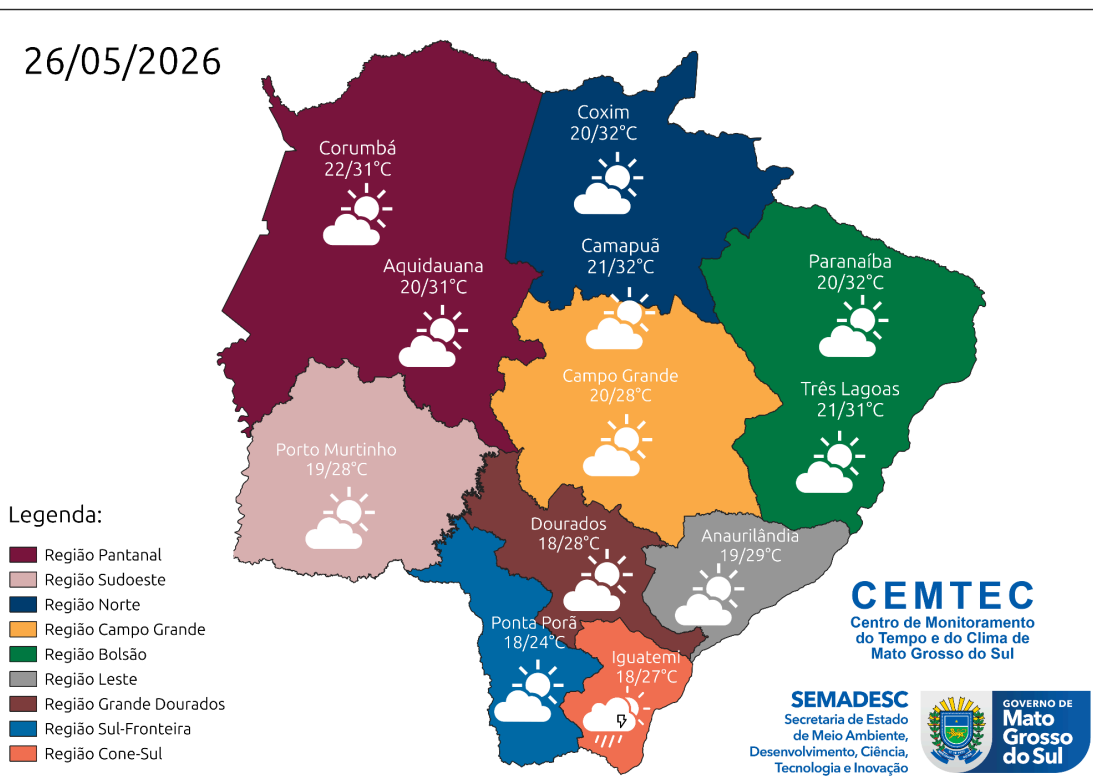 26/05/2026
Coxim
20/32°C
Corumbá
22/31°C
Camapuã
21/32°C
Aquidauana
20/31°C
Paranaíba
20/32°C
Campo Grande
20/28°C
Três Lagoas
21/31°C
Porto Murtinho
19/28°C
Dourados
18/28°C
Anaurilândia
19/29°C
Ponta Porã
18/24°C
Iguatemi
18/27°C
Legenda:
Região Pantanal
Região Sudoeste
Região Norte
Região Campo Grande
Região Bolsão
Região Leste
Região Grande Dourados
Região Sul-Fronteira
Região Cone-Sul
CEMTEC
Centro de Monitoramento
do Tempo e do Clima de
Mato Grosso do Sul
SEMADESC
Secretaria de Estado
de Meio Ambiente,
Desenvolvimento, Ciência,
Tecnologia e Inovação
GOVERNO DE
Mato
Grosso
do Sul